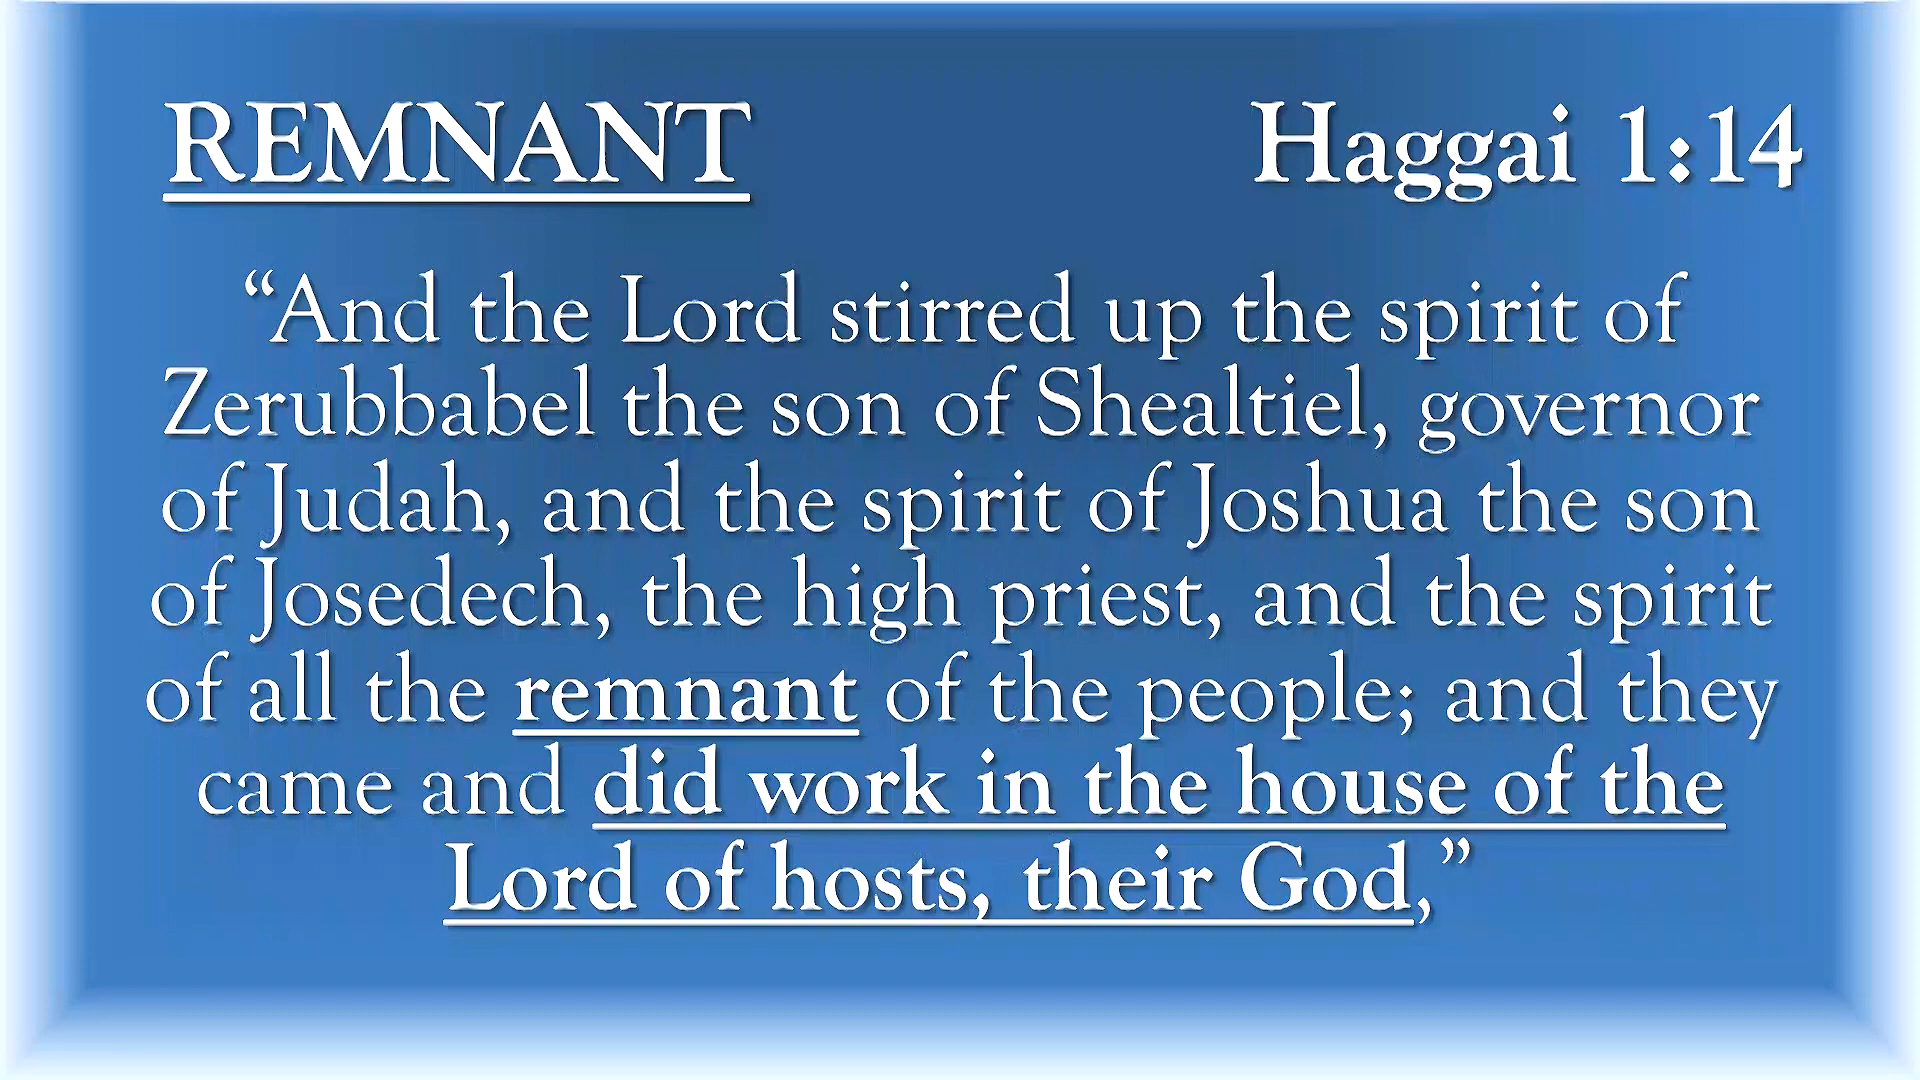 REMNANT Haggai 1:14
“And the Lord stirred up the spirit of
Zerubbabel the son of Shealtiel, governor
of Judah, and the spirit of Joshua the son
of Josedech, the high priest, and the spirit
of all the remnant of the people; and they
came and did work in the house of the
Lord of hosts, their God,”